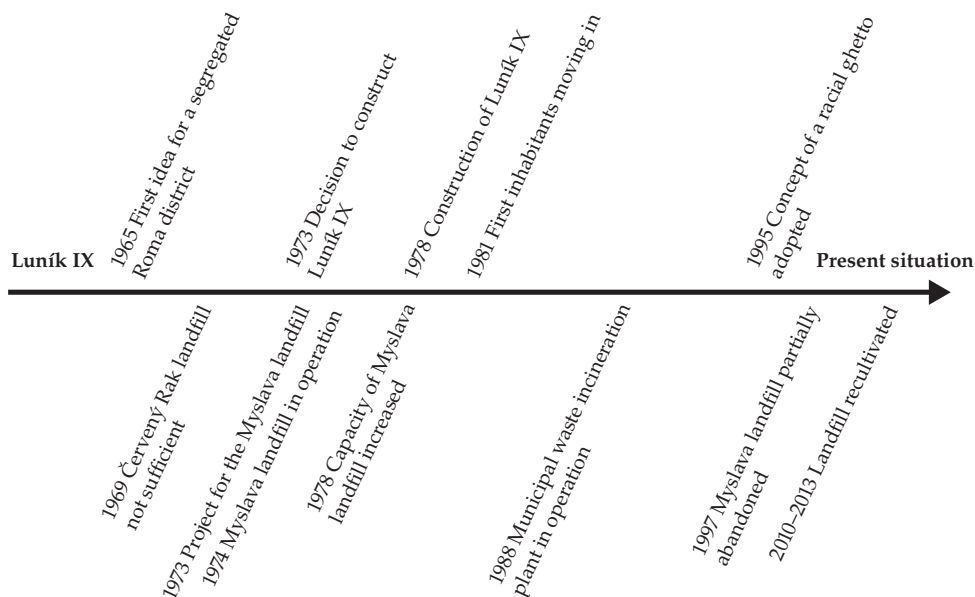 1965 First idea for a segregated
Roma district
1973 Decision to construct
Luník IX
1978 Construction of Luník IX
1981 First inhabitants moving in
1995 Concept of a racial ghetto
adopted
Luník IX
Present situation
1969 Červený Rak landfill
not sufficient
1973 Project for the Myslava landfill
1974 Myslava landfill in operation
1978 Capacity of Myslava
landfill increased
1988 Municipal waste incineration
plant in operation
1997 Myslava landfill partially
abandoned
2010–2013 Landfill recultivated